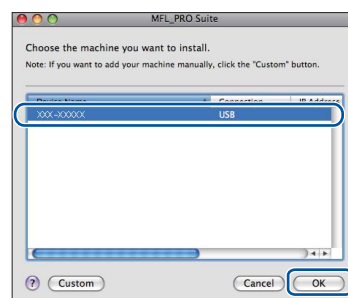 MFL_PRO Suite
Choose the machine you want to install.
Note: If you want to add your machine manually, click the "Custom" button.
Device Name Connection IP Address
XXX-XXXXX USB
? Custom Cancel OK